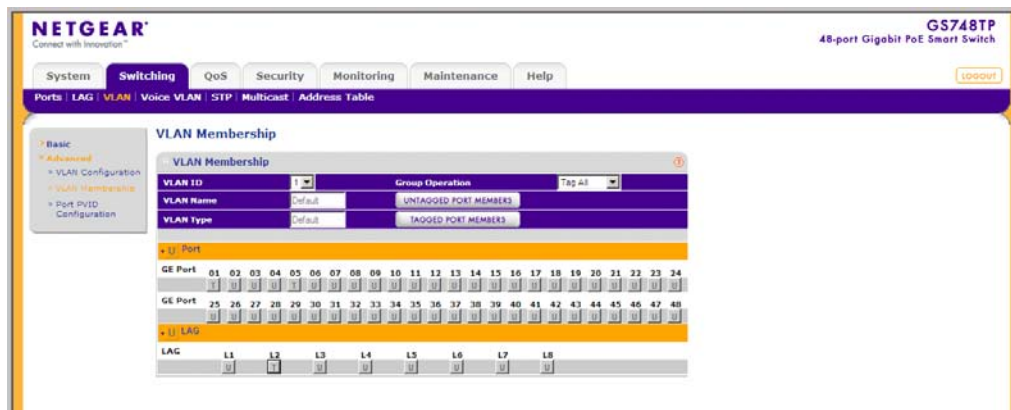 NETGEAR
Connect with Innovation™
GS748TP
48-port Gigabit PoE Smart Switch
System Switching QoS Security Monitoring Maintenance Help
LOGOUT
Ports LAG VLAN Voice VLAN STP Multicast Address Table
Basic
Advanced
VLAN Configuration
VLAN Membership
Port PVID
Configuration
VLAN Membership
VLAN Membership
VLAN ID 1 Group Operation Tag All
VLAN Name Default UNTAGGED PORT MEMBERS
VLAN Type Default TAGGED PORT MEMBERS
U Port
GE Port 01 02 03 04 05 06 07 08 09 10 11 12 13 14 15 16 17 18 19 20 21 22 23 24
T U U U T U U U U U U U U U U U U U U U U U U U
GE Port 25 26 27 28 29 30 31 32 33 34 35 36 37 38 39 40 41 42 43 44 45 46 47 48
U U U U U U U U U U U U U U U U U U U U U U U U
U LAG
LAG L1 L2 L3 L4 L5 L6 L7 L8
U T U U U U U U